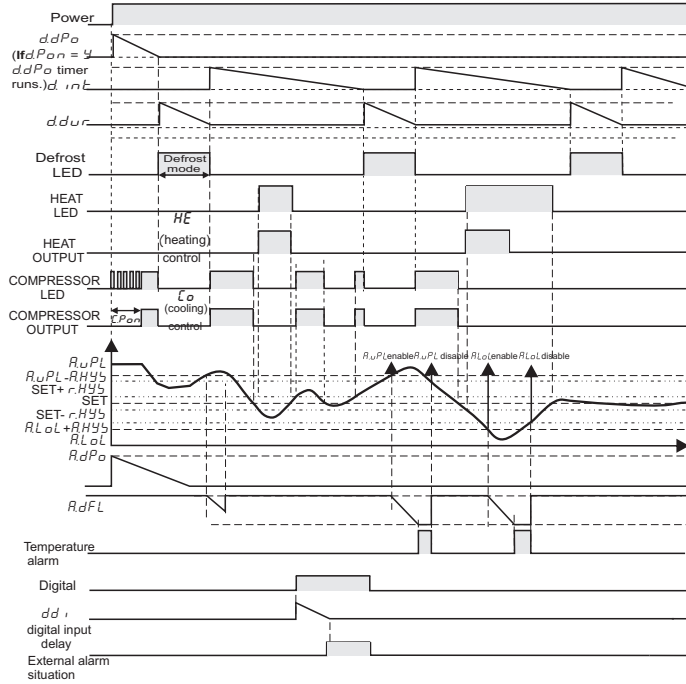 Power
d.dPo
(If d.Pon = y
d.dPo timer
runs.) d.int
d.dur
Defrost
LED
Defrost
mode
HEAT
LED
HE
HEAT
OUTPUT
(heating)
control
COMPRESSOR
LED
Co
(cooling)
control
COMPRESSOR
OUTPUT
C.Pon
A.uPL enable A.uPL disable A.LoL enable A.LoL disable
A.uPL
A.uPL-A.HYS
SET+ r.HYS
SET
SET- r.HYS
A.LoL+A.HYS
A.LoL
A.dPo
A.dFL
Temperature
alarm
Digital
ddi
digital input
delay
External alarm
situation